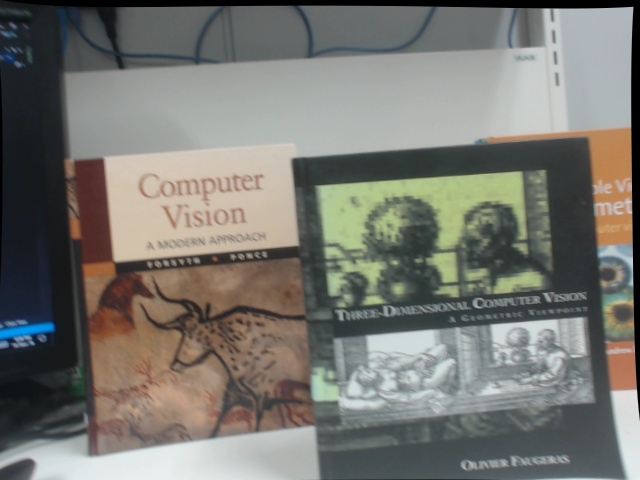 Computer
Vision
A MODERN APPROACH
FORSYTH PONCE
THREE-DIMENSIONAL COMPUTER VISION
A GEOMETRIC VIEWPOINT
OLIVIER FAUGERAS